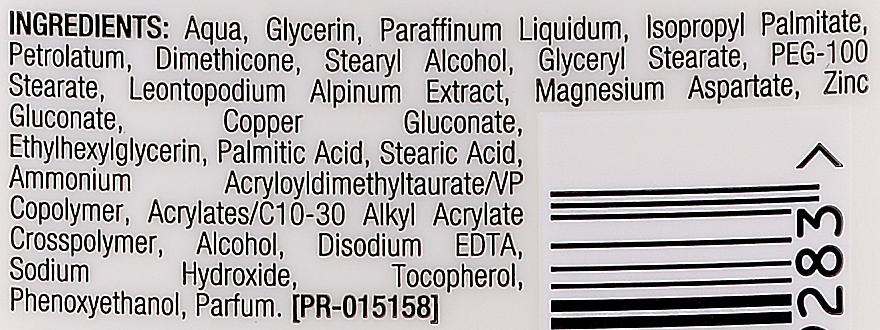 INGREDIENTS: Aqua, Glycerin, Paraffinum Liquidum, Isopropyl Palmitate,
Petrolatum, Dimethicone, Stearyl Alcohol, Glyceryl Stearate, PEG-100
Stearate, Leontopodium Alpinum Extract, Magnesium Aspartate, Zinc
Gluconate, Copper Gluconate,
Ethylhexylglycerin, Palmitic Acid, Stearic Acid,
Ammonium Acryloyldimethyltaurate/VP
Copolymer, Acrylates/C10-30 Alkyl Acrylate
Crosspolymer, Alcohol, Disodium EDTA,
Sodium Hydroxide, Tocopherol,
Phenoxyethanol, Parfum. [PR-015158]
283 >